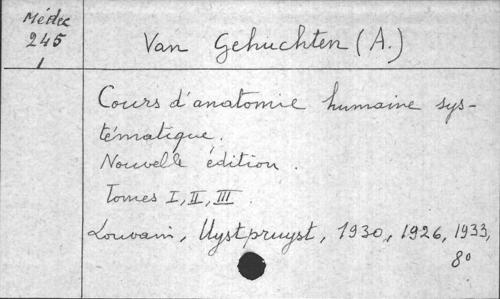 Médec
245
1
Van Gehuchten (A.)
Cours d'anatomie humaine sys-
tématique.
Nouvelle édition.
Tomes I, II, III.
Louvain, Uystpruyst, 1930, 1926, 1933,
8°